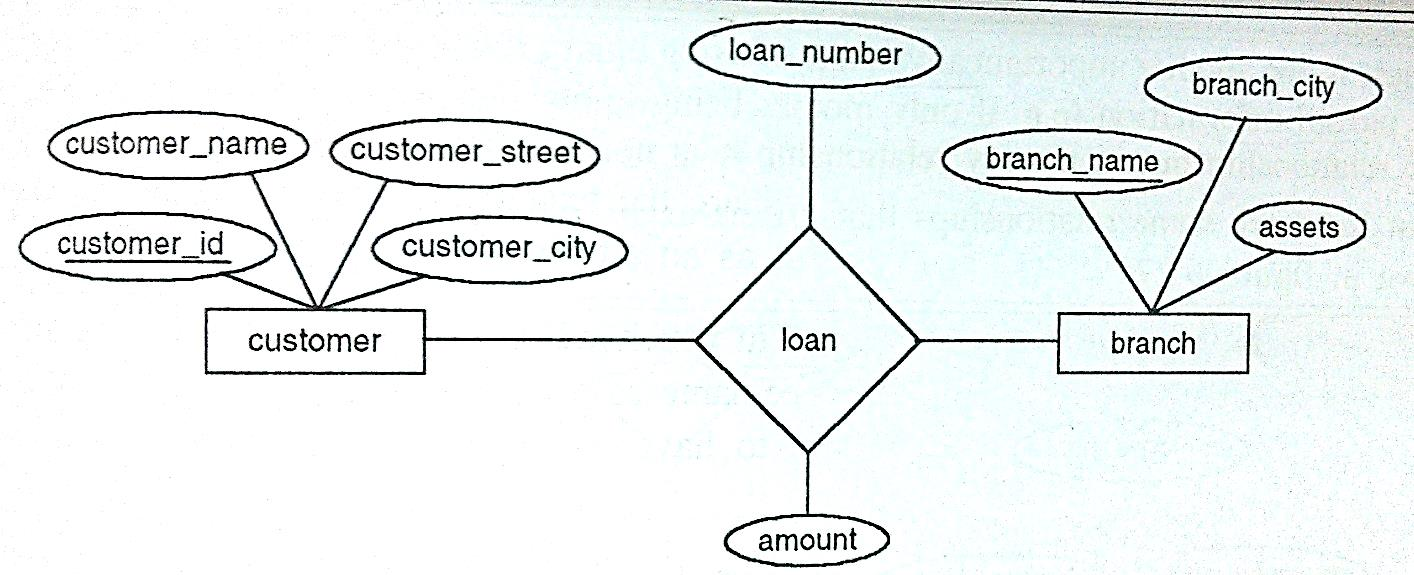 loan_number
branch_city
customer_name
customer_street
branch_name
customer_id
customer_city
assets
customer
loan
branch
amount